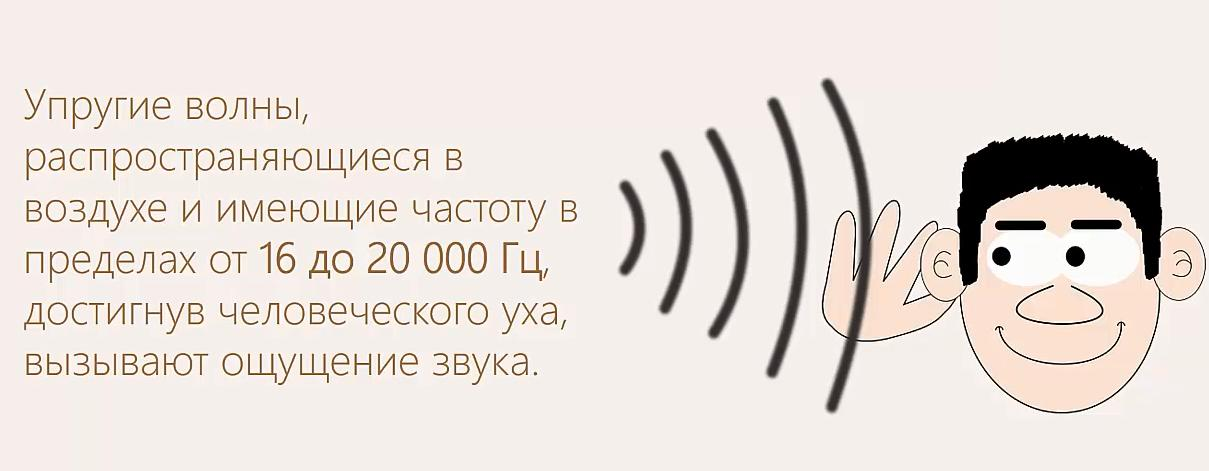 Упругие волны,
распространяющиеся в
воздухе и имеющие частоту в
пределах от 16 до 20 000 Гц,
достигнув человеческого уха,
вызывают ощущение звука.